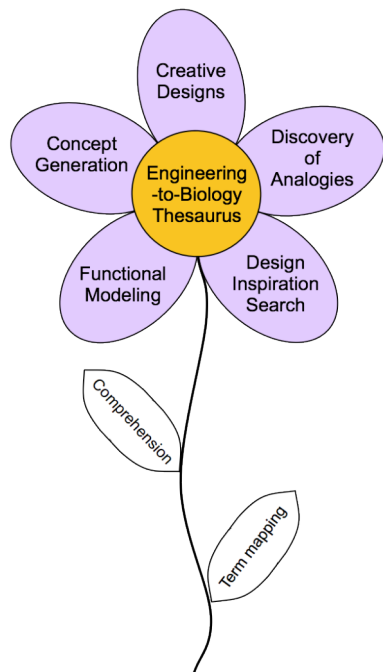 Creative
Designs
Concept
Generation
Discovery
of
Analogies
Engineering
-to-Biology
Thesaurus
Functional
Modeling
Design
Inspiration
Search
Comprehension
Term mapping